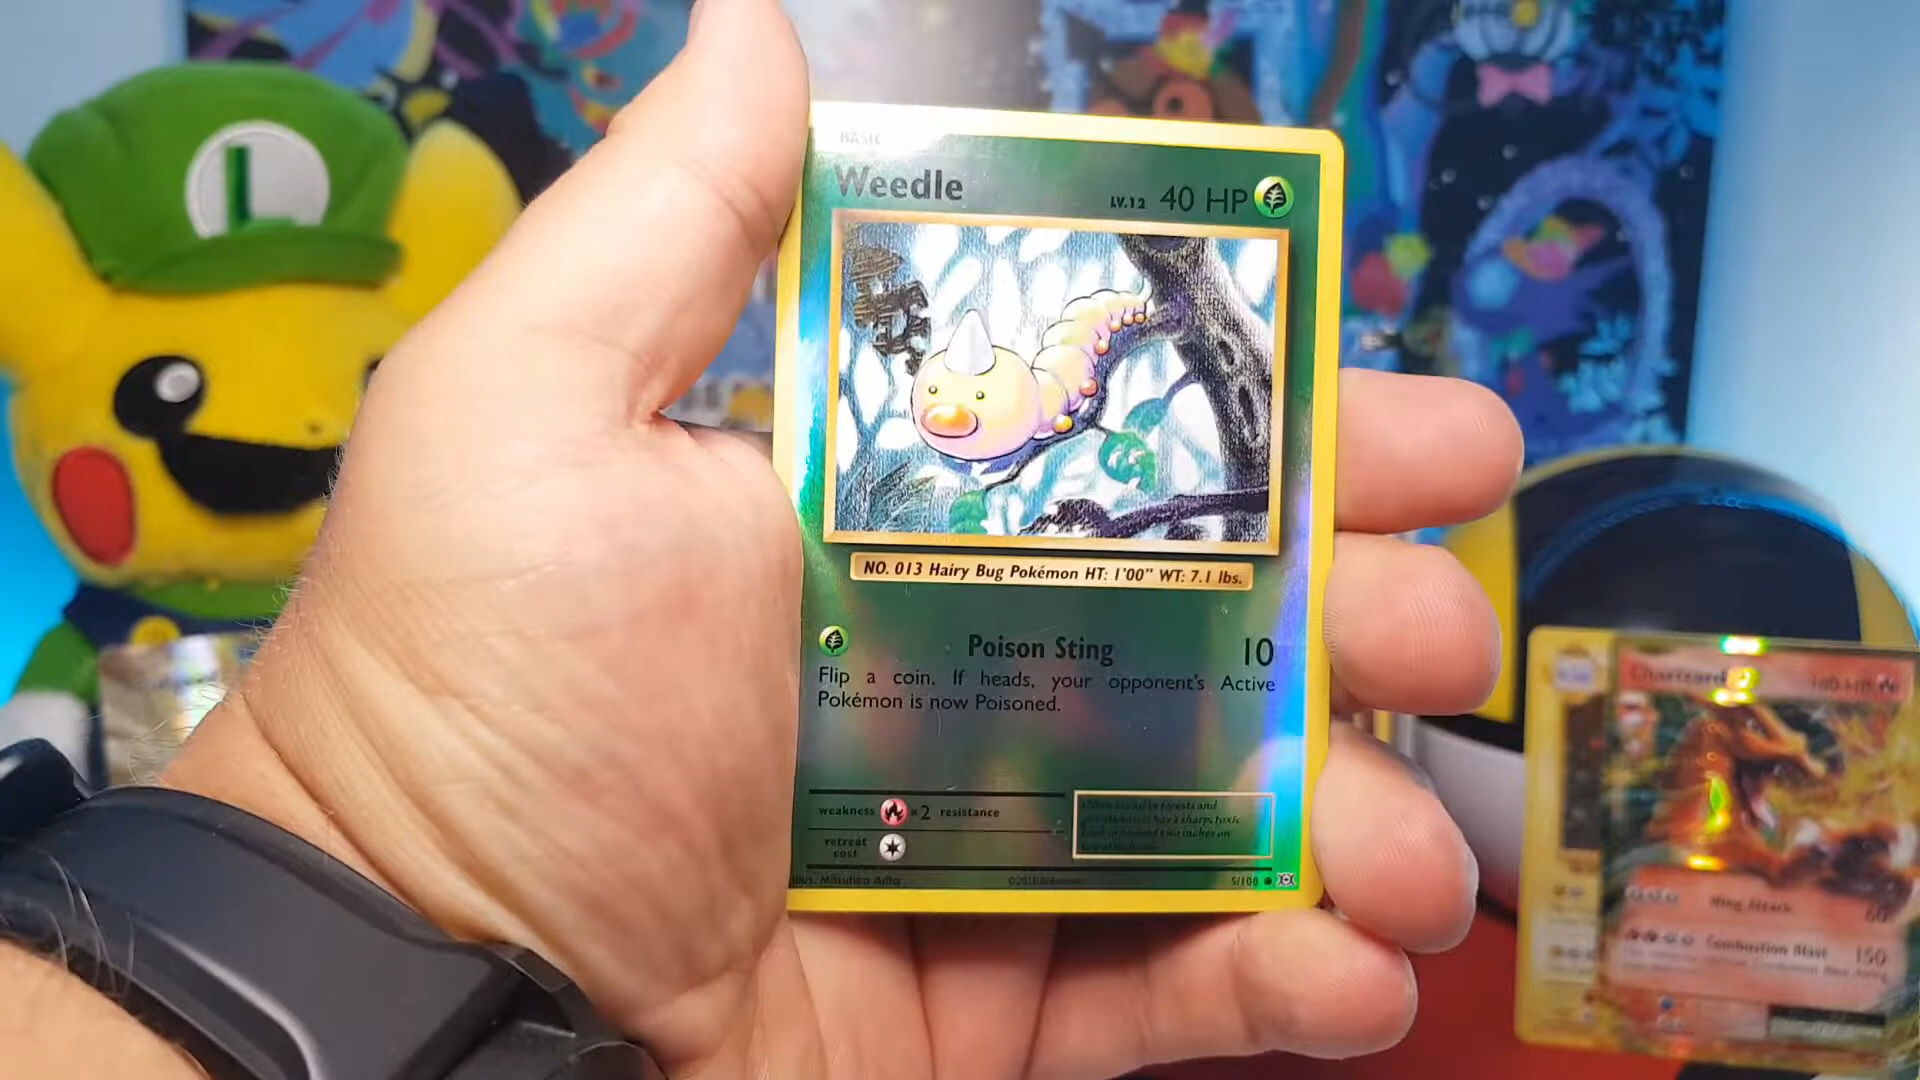 L
BASIC
Weedle
LV.12 40 HP
NO. 013 Hairy Bug Pokémon HT: 1'00" WT: 7.1 lbs.
Poison Sting 10
Flip a coin. If heads, your opponent's Active
Pokémon is now Poisoned.
weakness ×2 resistance
retreat
cost
Illus. Mitsuhiro Arita
5/108
Charizard
Wing Attack 60
Combustion Blast 150